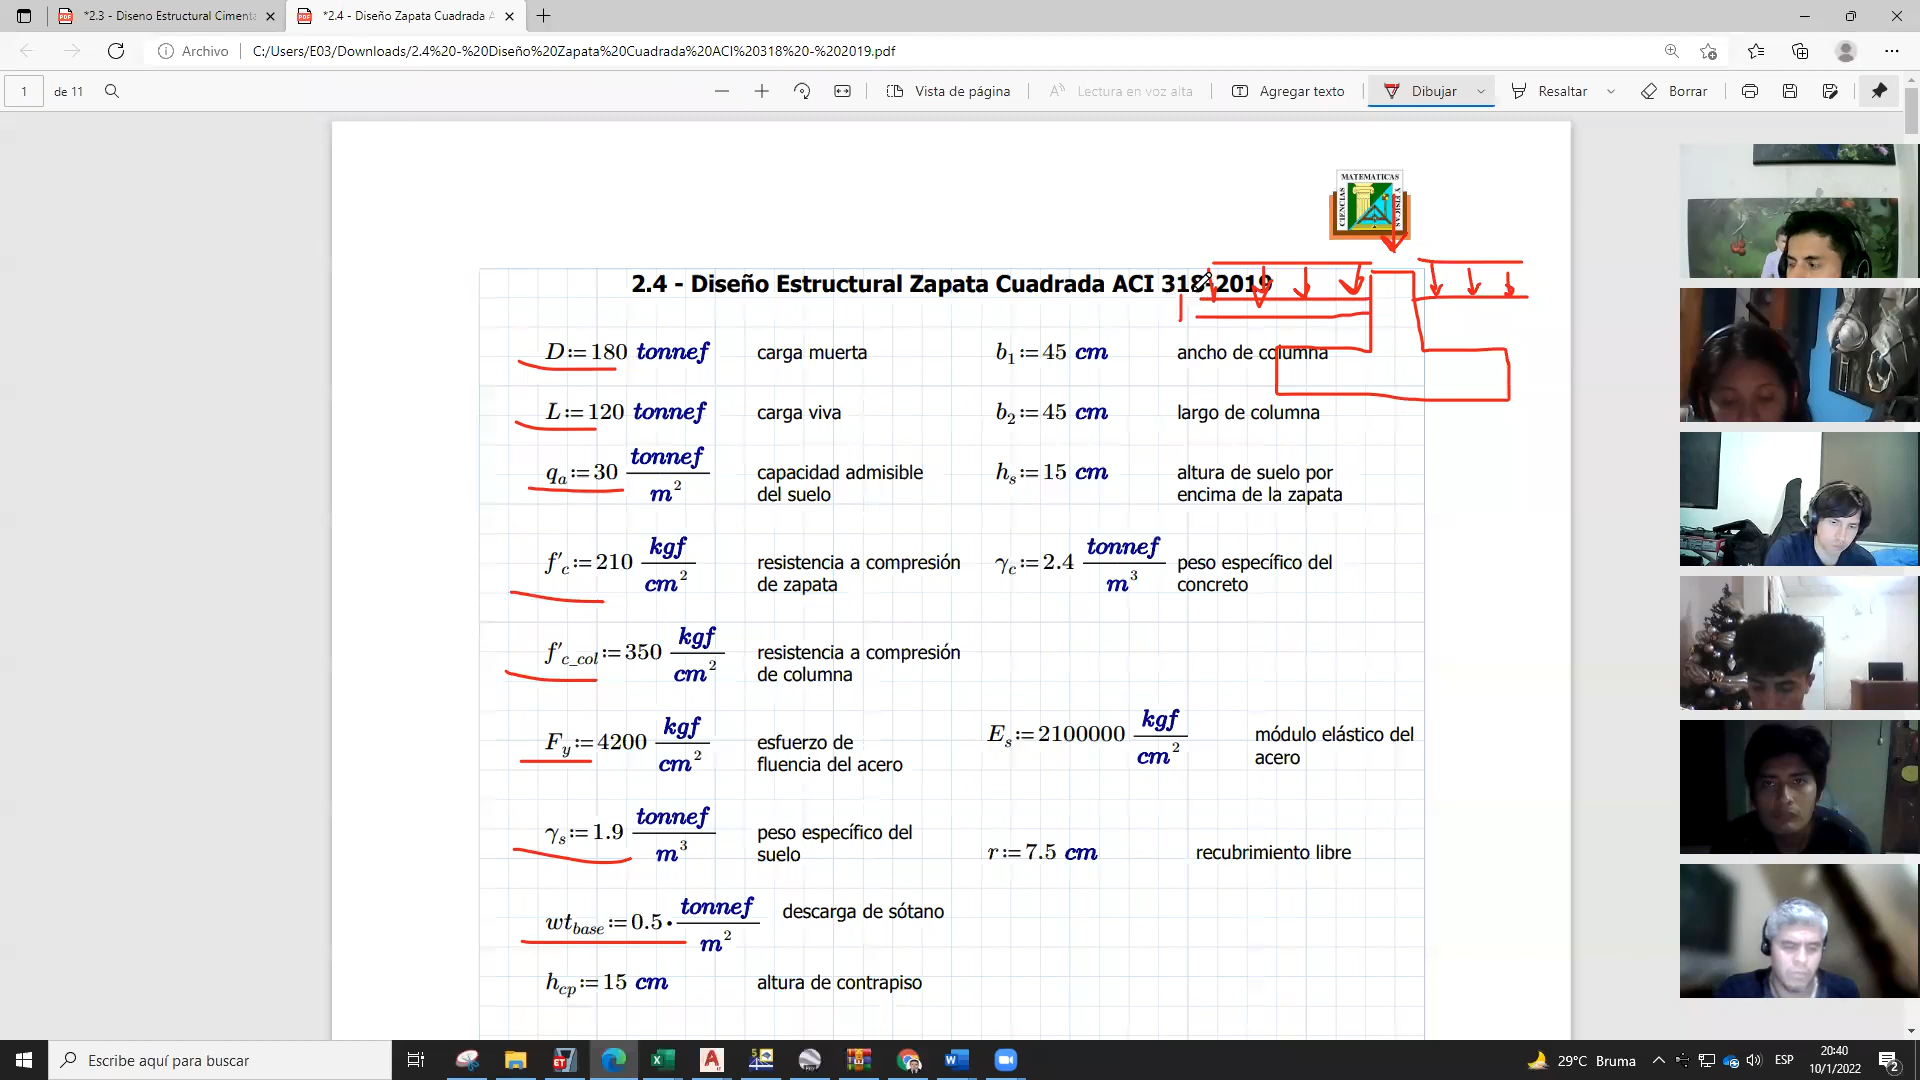 *2.3 - Diseno Estructural Cimenta
*2.4 - Diseño Zapata Cuadrada A
Archivo
C:/Users/E03/Downloads/2.4%20-%20Diseño%20Zapata%20Cuadrada%20ACI%20318%20-%202019.pdf
1 de 11
Vista de página
Lectura en voz alta
Agregar texto
Dibujar
Resaltar
Borrar
MATEMATICAS
CIENCIAS
Y FISICAS
2.4 - Diseño Estructural Zapata Cuadrada ACI 318-2019
D:=180 tonnef carga muerta
b1:=45 cm ancho de columna
L:=120 tonnef carga viva
b2:=45 cm largo de columna
qa:=30 tonnef/m² capacidad admisible
del suelo
hs:=15 cm altura de suelo por
encima de la zapata
f'c:=210 kgf/cm² resistencia a compresión
de zapata
γc:=2.4 tonnef/m³ peso específico del
concreto
f'c_col:=350 kgf/cm² resistencia a compresión
de columna
Fy:=4200 kgf/cm² esfuerzo de
fluencia del acero
Es:=2100000 kgf/cm² módulo elástico del
acero
γs:=1.9 tonnef/m³ peso específico del
suelo
r:=7.5 cm recubrimiento libre
wtbase:=0.5·tonnef/m² descarga de sótano
hcp:=15 cm altura de contrapiso
Escribe aquí para buscar
29°C Bruma
ESP
20:40
10/1/2022
2